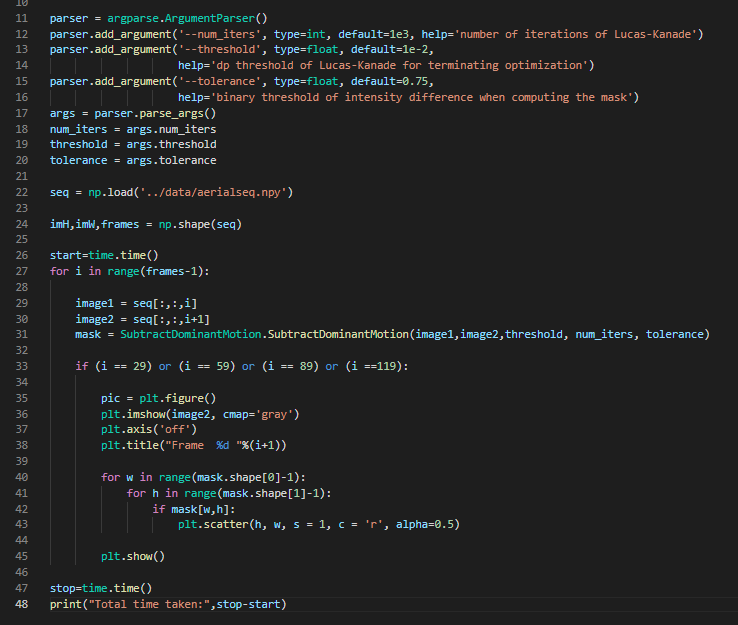 10
11 parser = argparse.ArgumentParser()
12 parser.add_argument('--num_iters', type=int, default=1e3, help='number of iterations of Lucas-Kanade')
13 parser.add_argument('--threshold', type=float, default=1e-2,
14                     help='dp threshold of Lucas-Kanade for terminating optimization')
15 parser.add_argument('--tolerance', type=float, default=0.75,
16                     help='binary threshold of intensity difference when computing the mask')
17 args = parser.parse_args()
18 num_iters = args.num_iters
19 threshold = args.threshold
20 tolerance = args.tolerance
21
22 seq = np.load('../data/aerialseq.npy')
23
24 imH,imW,frames = np.shape(seq)
25
26 start=time.time()
27 for i in range(frames-1):
28
29     image1 = seq[:,:,i]
30     image2 = seq[:,:,i+1]
31     mask = SubtractDominantMotion.SubtractDominantMotion(image1,image2,threshold, num_iters, tolerance)
32
33     if (i == 29) or (i == 59) or (i == 89) or (i ==119):
34
35         pic = plt.figure()
36         plt.imshow(image2, cmap='gray')
37         plt.axis('off')
38         plt.title("Frame  %d "%(i+1))
39
40         for w in range(mask.shape[0]-1):
41             for h in range(mask.shape[1]-1):
42                 if mask[w,h]:
43                     plt.scatter(h, w, s = 1, c = 'r', alpha=0.5)
44
45         plt.show()
46
47 stop=time.time()
48 print("Total time taken:",stop-start)